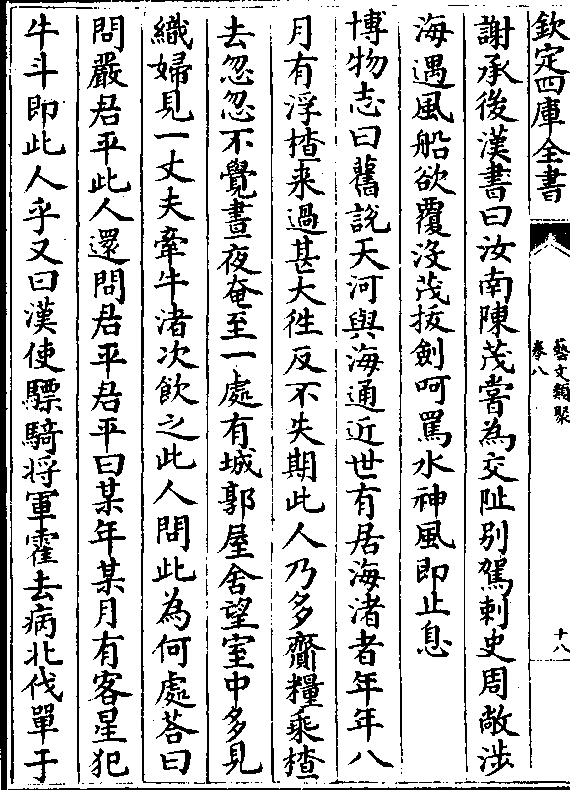 欽定四庫全書
藝文類聚
卷八
十八
謝承後漢書曰汝南陳茂嘗為交阯别駕刺史周敞涉
海遇風船欲覆沒茂拔劍呵罵水神風即止息
博物志曰舊說天河與海通近世有居海渚者年年八
月有浮楂来過甚大徃反不失期此人乃多齎糧乘楂
去忽忽不覺晝夜奄至一處有城郭屋舍望室中多見
織婦見一丈夫牽牛渚次飲之此人問此為何處荅曰
問嚴君平此人還問君平君平曰某年某月有客星犯
牛斗即此人乎又曰漢使驃騎将軍霍去病北伐單于